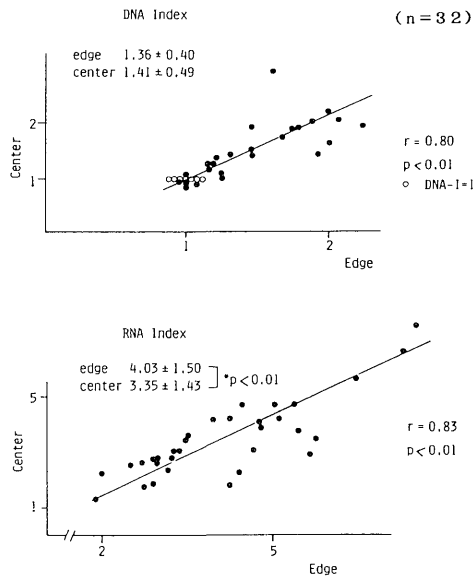 DNA Index
(n=32)
edge 1.36 ± 0.40
center 1.41 ± 0.49
2
Center
1
r = 0.80
p<0.01
○ DNA-I=1
1
2
Edge
RNA Index
edge 4.03 ± 1.50
center 3.35 ± 1.43
p<0.01
5
Center
1
r = 0.83
p<0.01
2
5
Edge